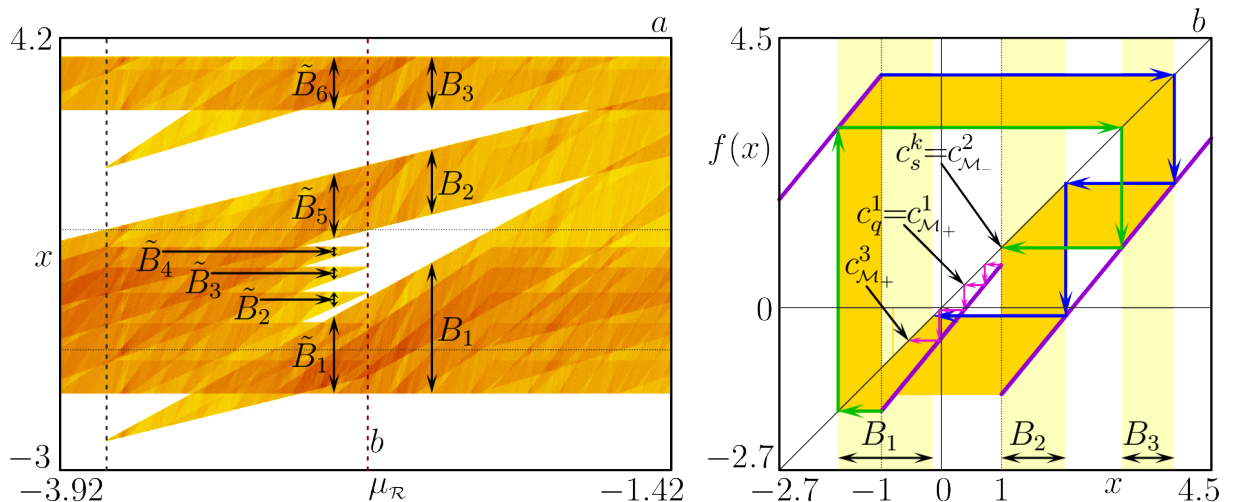 4.2
a
B̃₆
B₃
B₂
B̃₅
x
B̃₄
B̃₃
B̃₂
B̃₁
B₁
b
−3
−3.92
μ_ℛ
−1.42
4.5
b
f(x)
c_s^k=c_{ℳ₋}^2
c_q^1=c_{ℳ₊}^1
c_{ℳ₊}^3
0
B₁
B₂
B₃
−2.7
−2.7
−1
0
1
x
4.5